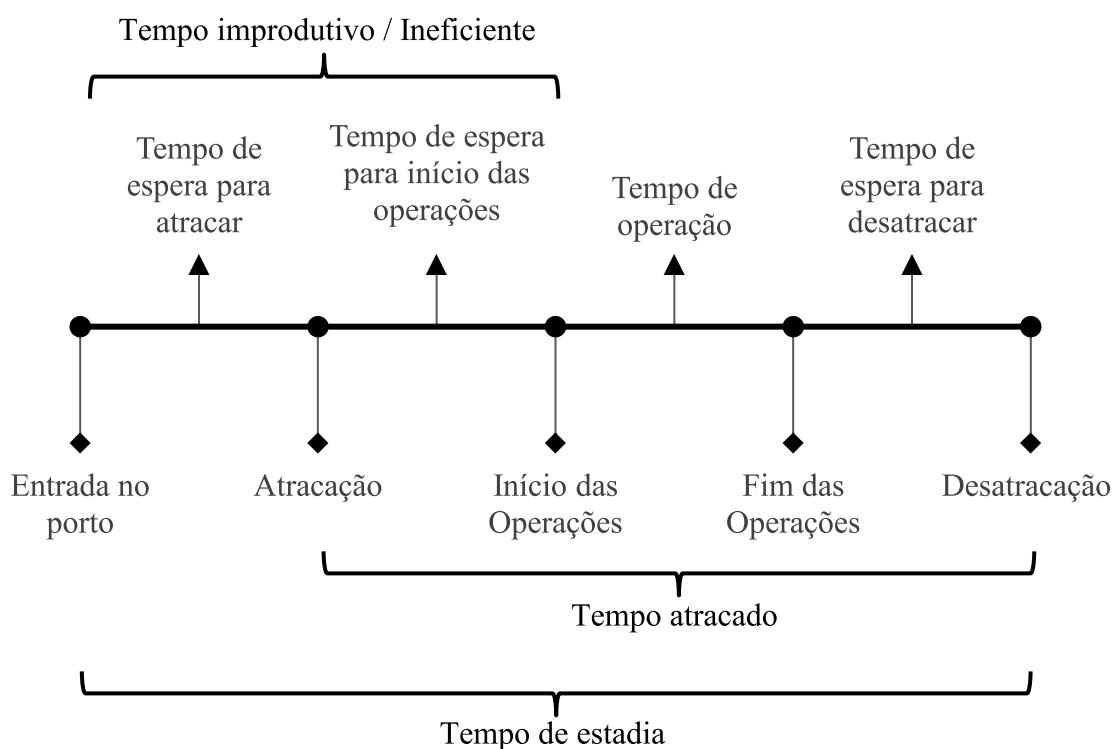 Tempo improdutivo / Ineficiente
Tempo de
espera para
atracar
Tempo de espera
para início das
operações
Tempo de
operação
Tempo de
espera para
desatracar
Entrada no
porto
Atracação
Início das
Operações
Fim das
Operações
Desatracação
Tempo atracado
Tempo de estadia